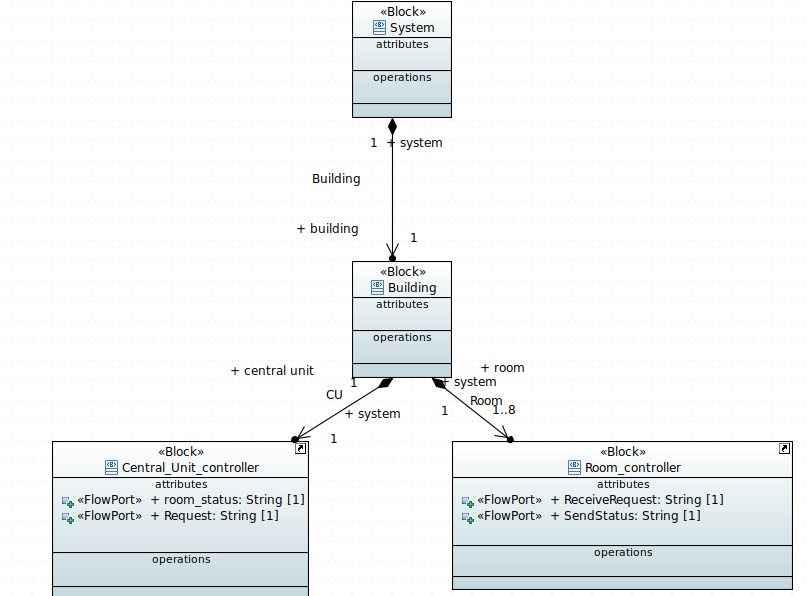 «Block»
System
attributes
operations
1 + system
Building
+ building
1
«Block»
Building
attributes
operations
+ central unit
1
CU
+ system
1
+ room
+ system
Room
1 1..8
«Block»
Central_Unit_controller
attributes
«FlowPort» + room_status: String [1]
«FlowPort» + Request: String [1]
operations
«Block»
Room_controller
attributes
«FlowPort» + ReceiveRequest: String [1]
«FlowPort» + SendStatus: String [1]
operations